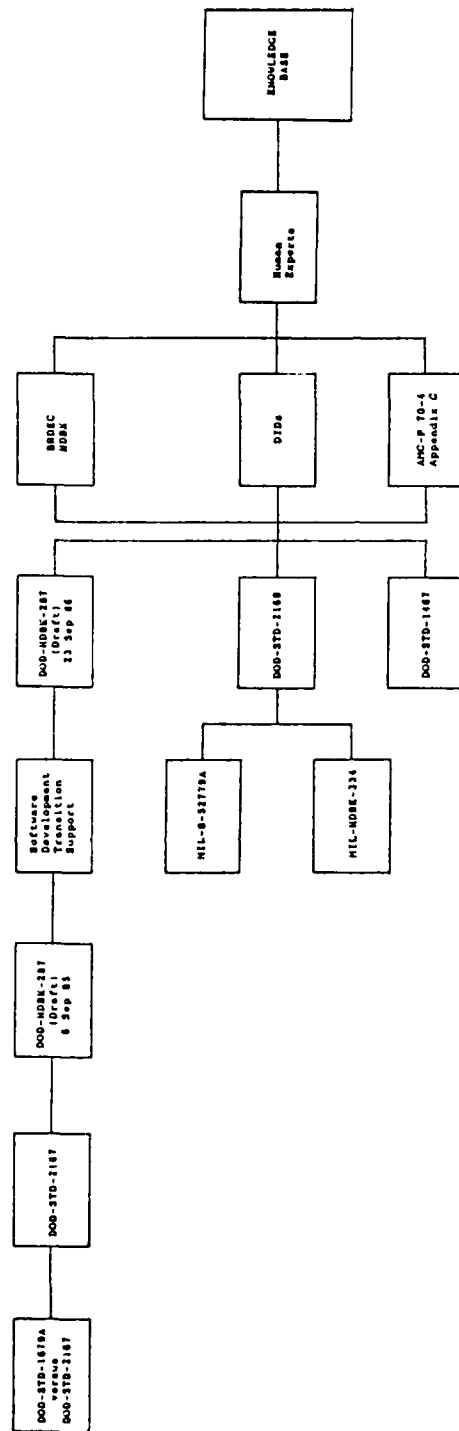 KNOWLEDGE
BASE
Human
Experts
BRDEC
HDBK
DIDs
AMC-P 70-4
Appendix C
DOD-HDBK-287
(Draft)
23 Sep 86
DOD-STD-2168
DOD-STD-1467
Software
Development
Transition
Support
MIL-S-52779A
MIL-HDBK-334
DOD-HDBK-287
(Draft)
6 Sep 85
DOD-STD-2167
DOD-STD-1679A
versus
DOD-STD-2167